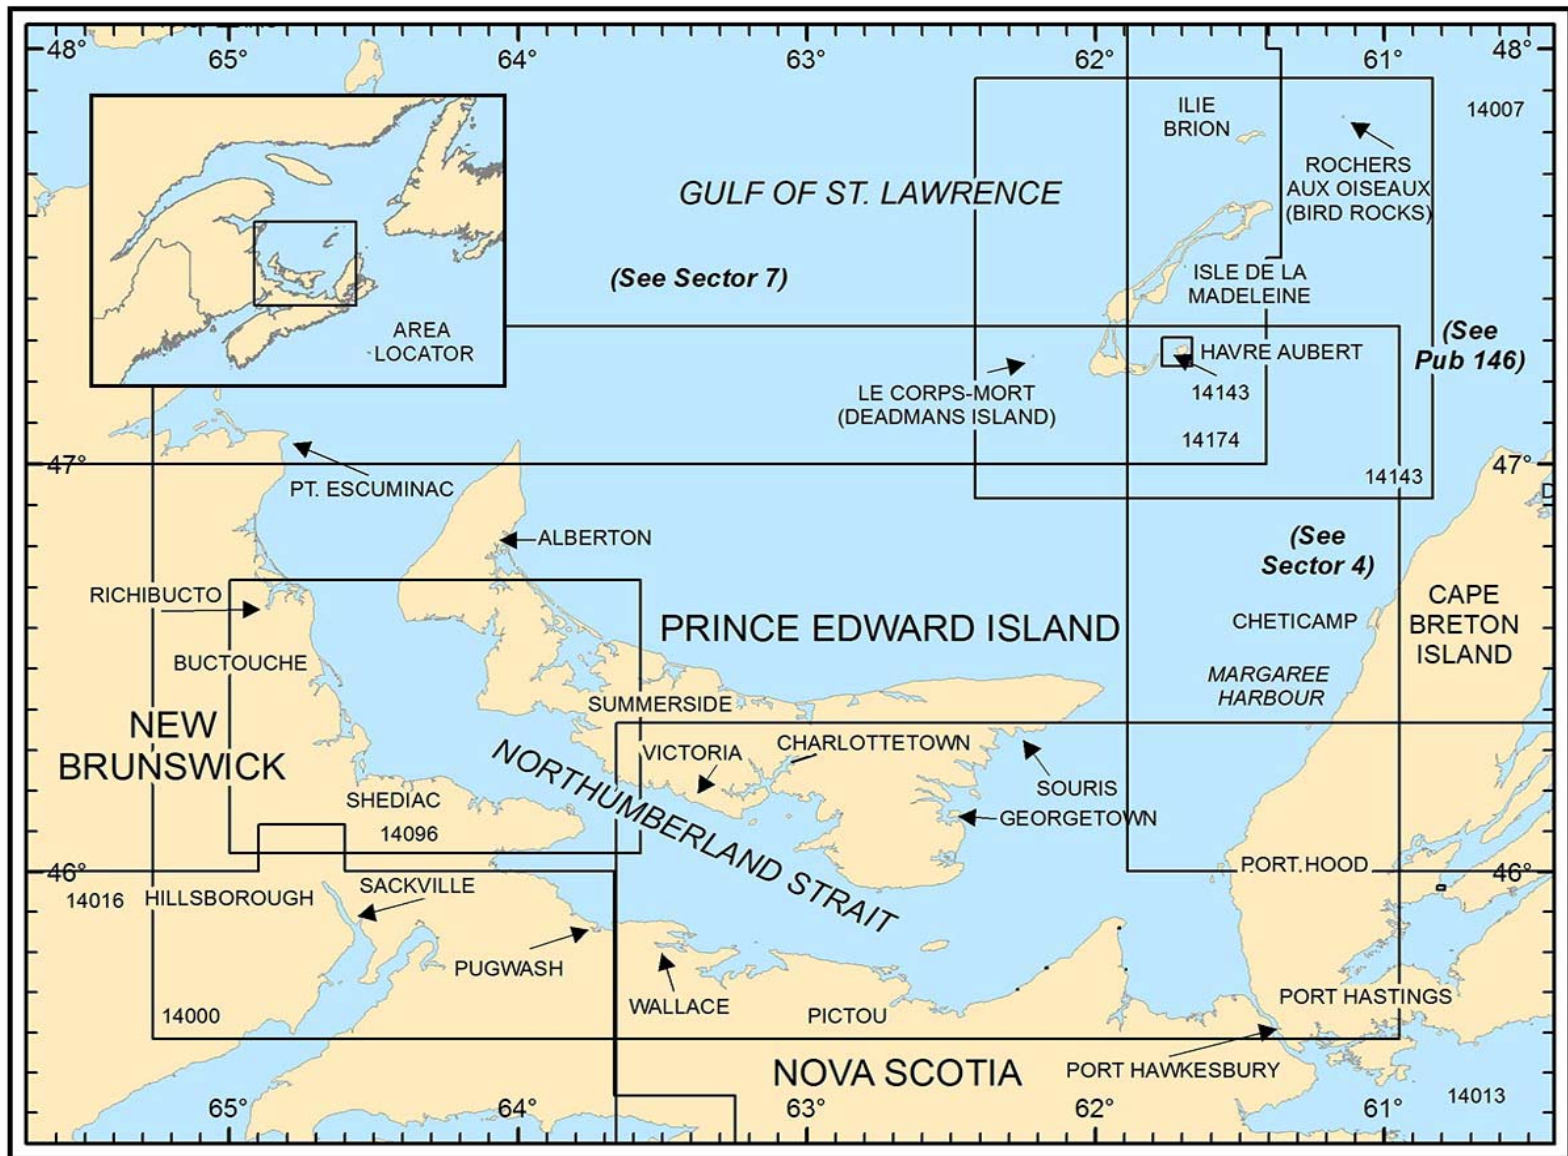 48°
65°
64°
63°
62°
61°
48°
ILIE
BRION
14007
ROCHERS
AUX OISEAUX
(BIRD ROCKS)
GULF OF ST. LAWRENCE
(See Sector 7)
ISLE DE LA
MADELEINE
AREA
LOCATOR
(See
Pub 146)
HAVRE AUBERT
14143
LE CORPS-MORT
(DEADMANS ISLAND)
14174
47°
47°
14143
PT. ESCUMINAC
ALBERTON
(See
Sector 4)
RICHIBUCTO
PRINCE EDWARD ISLAND
CHETICAMP
CAPE
BRETON
ISLAND
BUCTOUCHE
MARGAREE
HARBOUR
SUMMERSIDE
NEW
BRUNSWICK
VICTORIA
CHARLOTTETOWN
NORTHUMBERLAND STRAIT
SOURIS
SHEDIAC
GEORGETOWN
14096
PORT HOOD
46°
46°
14016
HILLSBOROUGH
SACKVILLE
PUGWASH
WALLACE
PORT HASTINGS
14000
PICTOU
NOVA SCOTIA
PORT HAWKESBURY
14013
65°
64°
63°
62°
61°